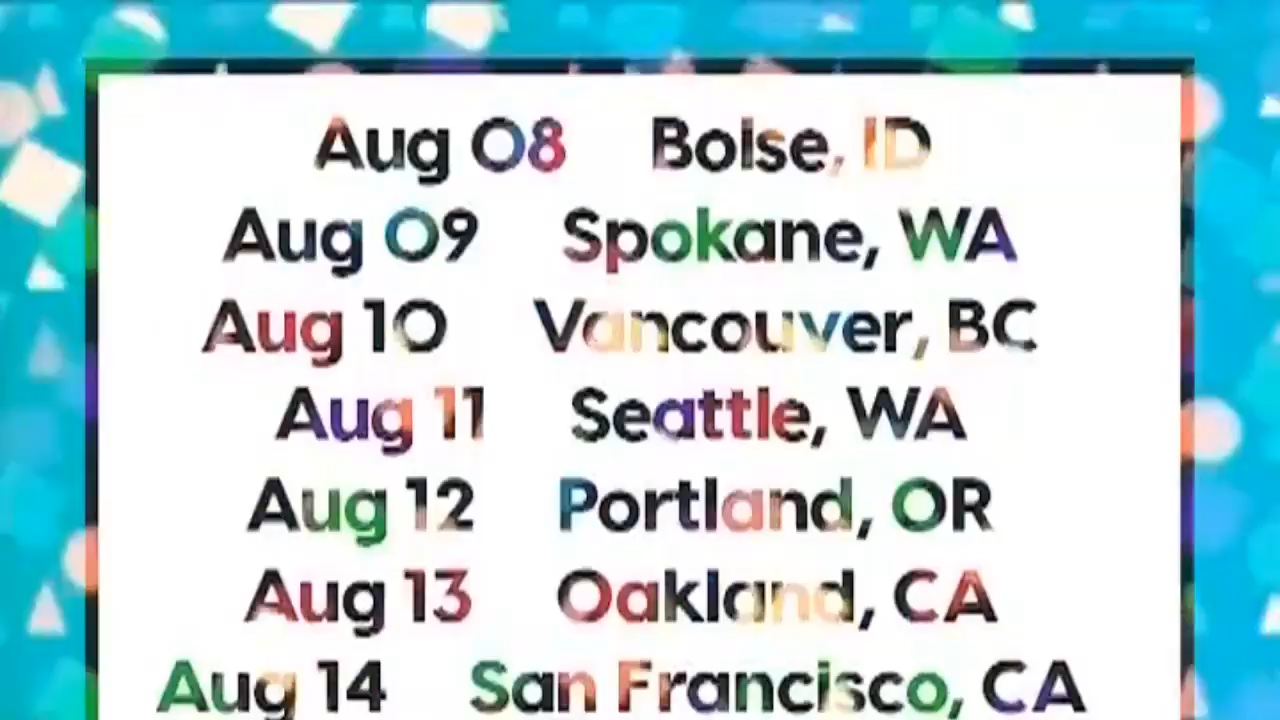 Aug 08 Boise, ID
Aug 09 Spokane, WA
Aug 10 Vancouver, BC
Aug 11 Seattle, WA
Aug 12 Portland, OR
Aug 13 Oakland, CA
Aug 14 San Francisco, CA